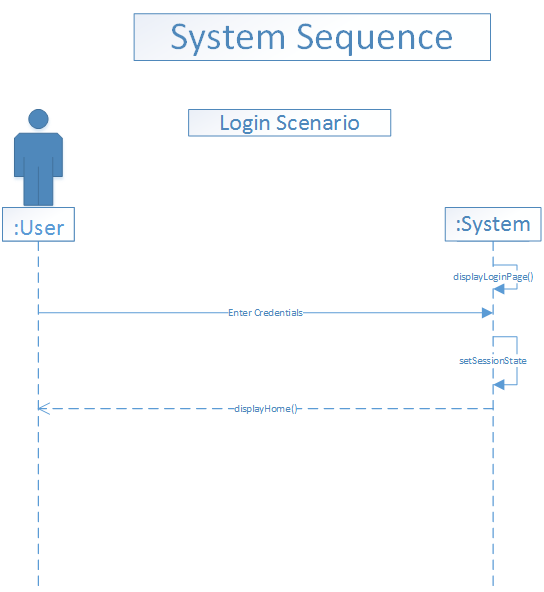 System Sequence
Login Scenario
:User
:System
displayLoginPage()
Enter Credentials
setSessionState
displayHome()